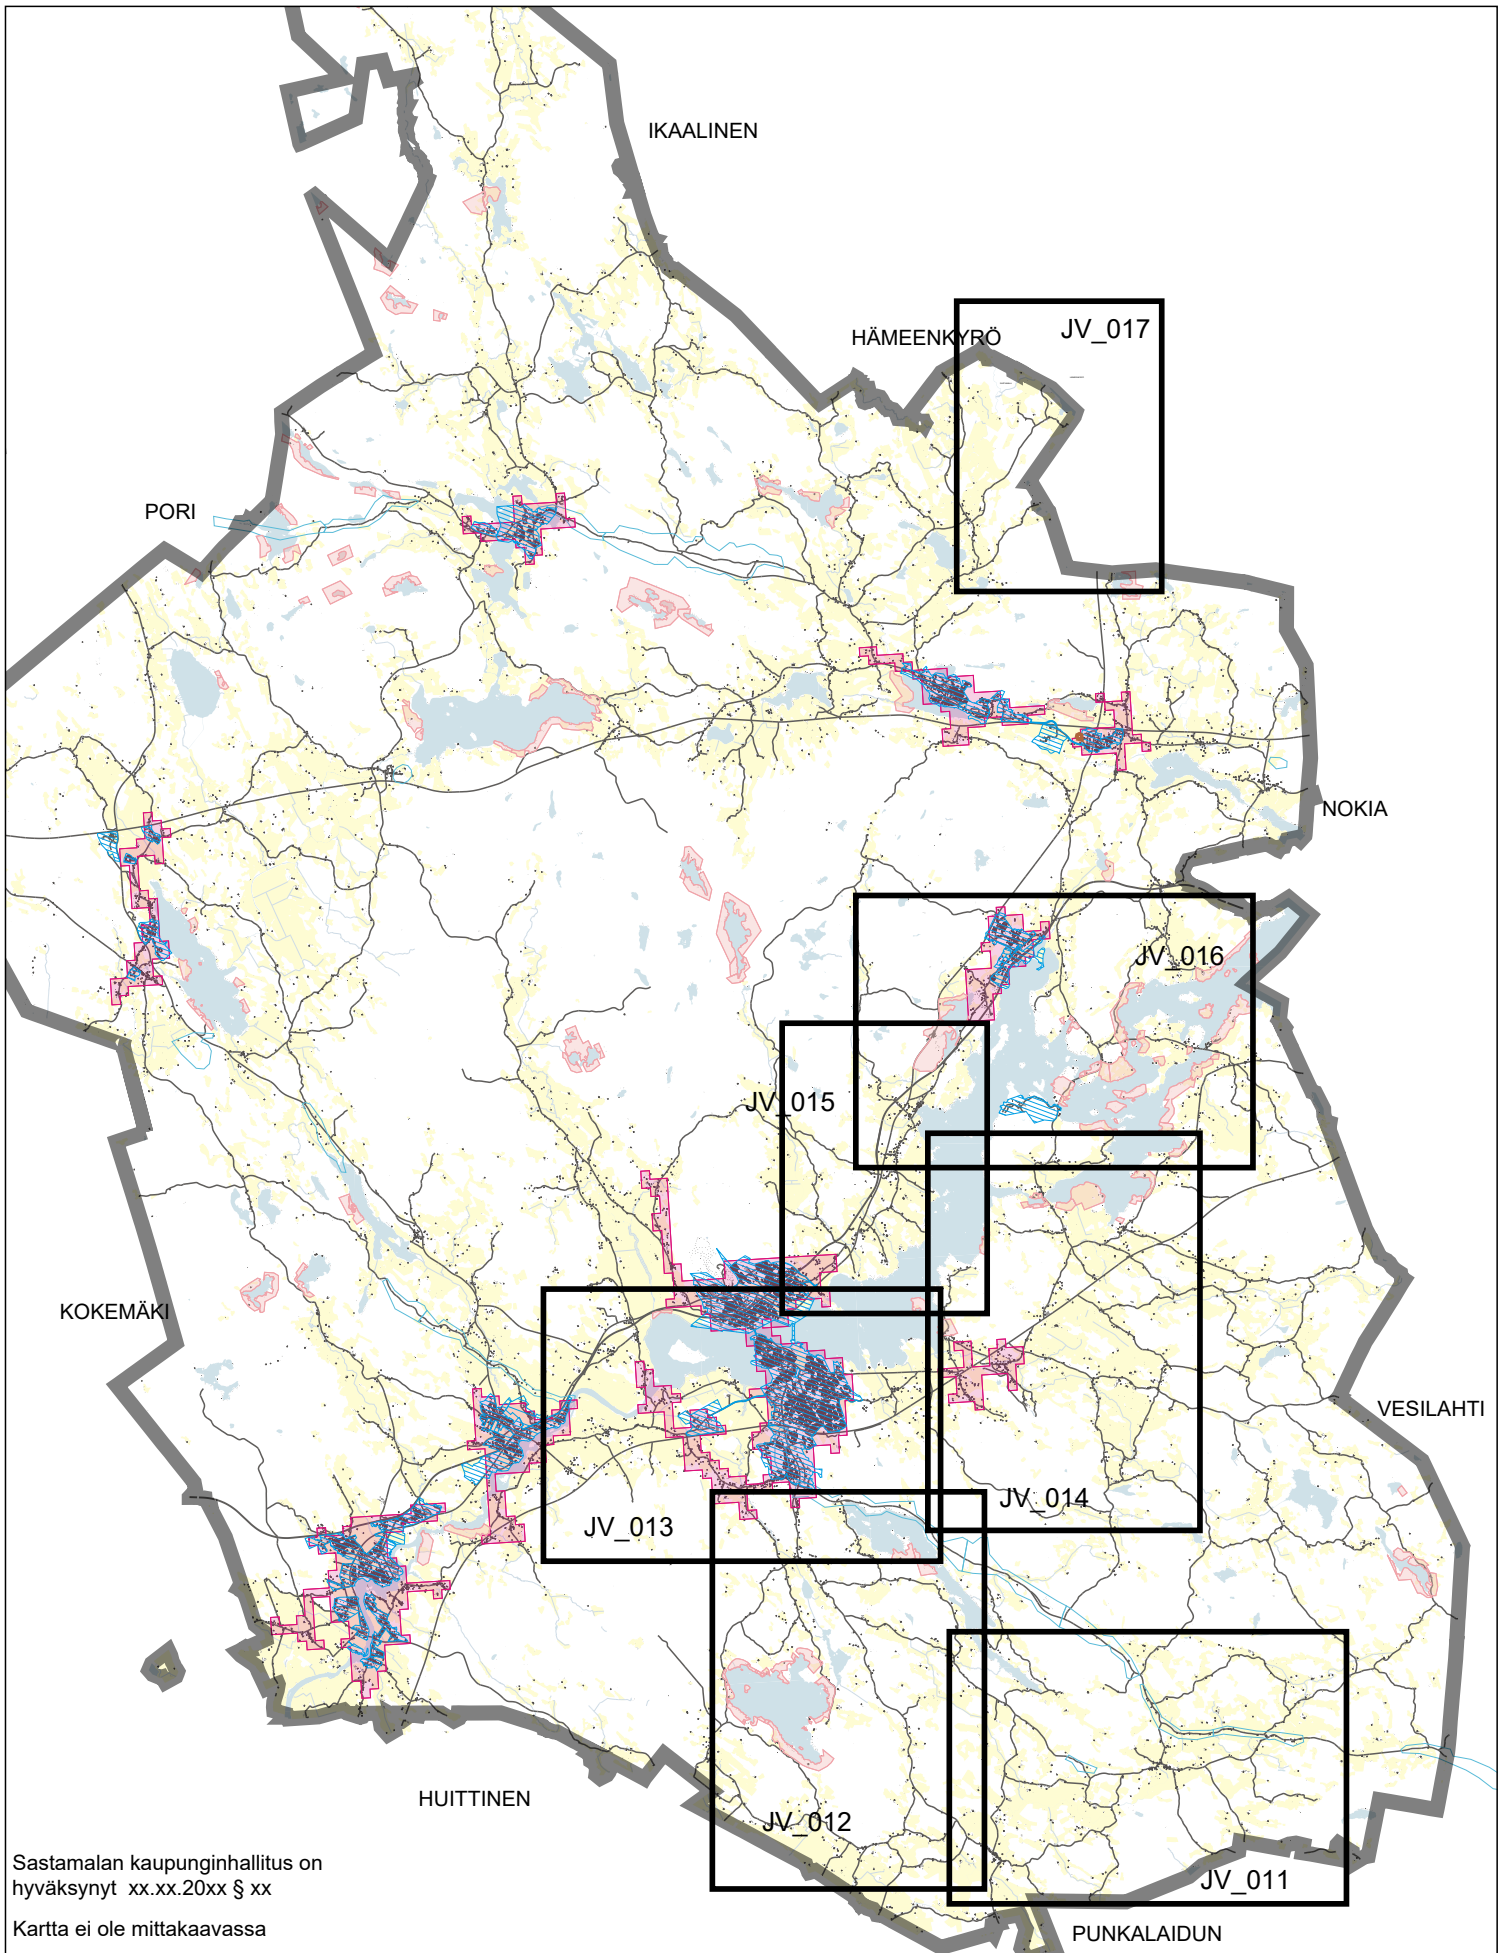 IKAALINEN
JV_017
HÄMEENKYRÖ
PORI
NOKIA
JV_016
JV_015
KOKEMÄKI
VESILAHTI
JV_014
JV_013
HUITTINEN
JV_012
Sastamalan kaupunginhallitus on
hyväksynyt xx.xx.20xx § xx
JV_011
Kartta ei ole mittakaavassa
PUNKALAIDUN